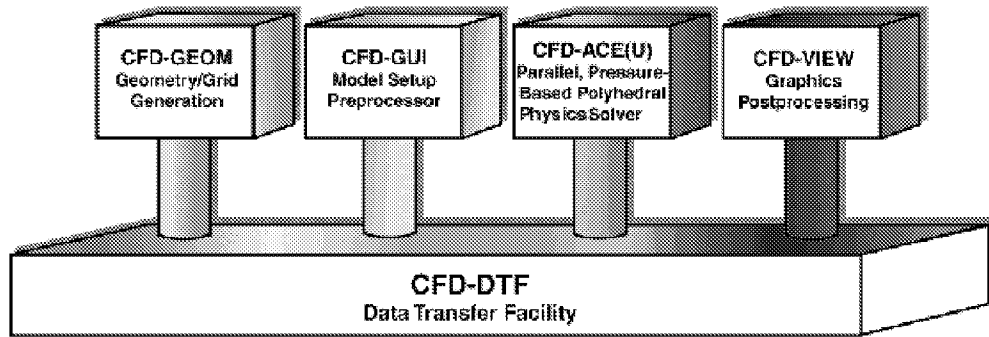 CFD-GEOM
Geometry/Grid
Generation
CFD-GUI
Model Setup
Preprocessor
CFD-ACE(U)
Parallel, Pressure-
Based Polyhedral
Physics Solver
CFD-VIEW
Graphics
Postprocessing
CFD-DTF
Data Transfer Facility